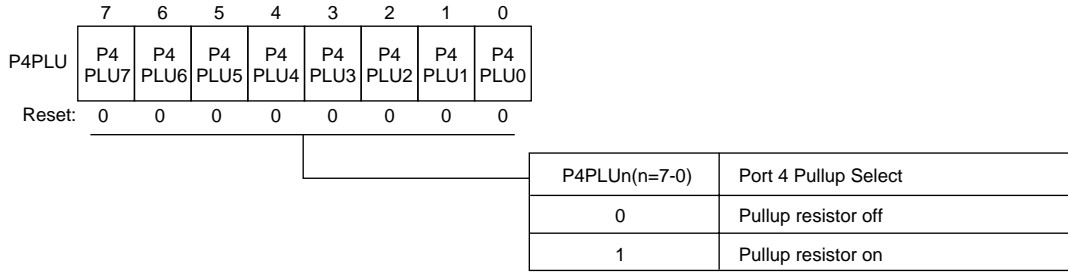 7 6 5 4 3 2 1 0
P4PLU P4 PLU7 P4 PLU6 P4 PLU5 P4 PLU4 P4 PLU3 P4 PLU2 P4 PLU1 P4 PLU0
Reset: 0 0 0 0 0 0 0 0
P4PLUn(n=7-0) Port 4 Pullup Select
0 Pullup resistor off
1 Pullup resistor on